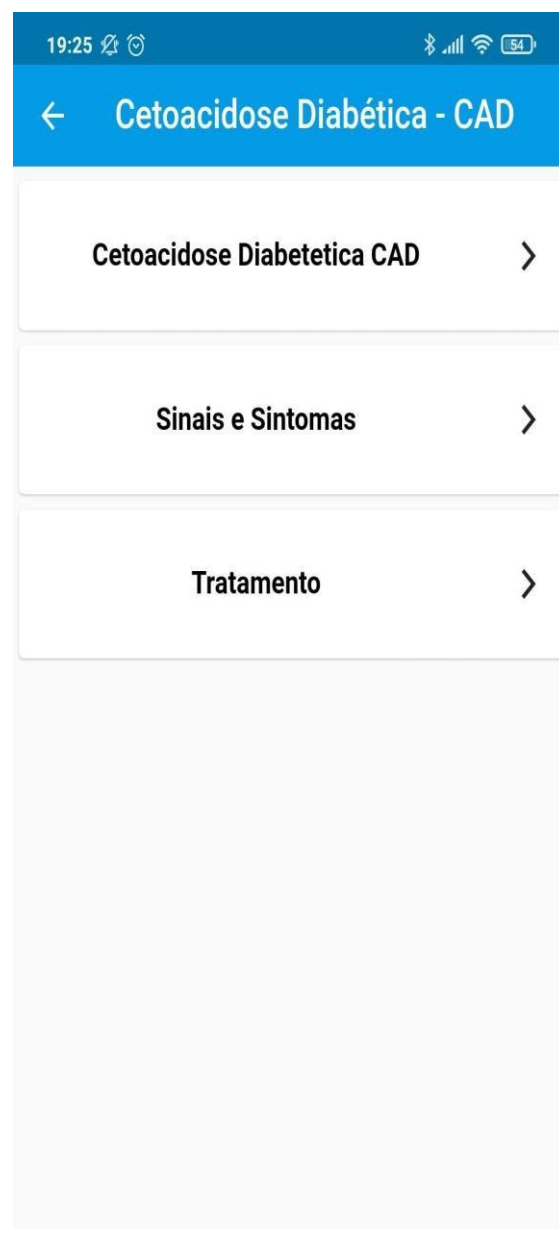 19:25 54
Cetoacidose Diabética - CAD
Cetoacidose Diabetetica CAD
Sinais e Sintomas
Tratamento